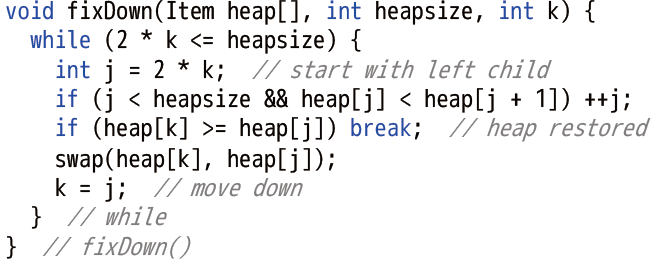 void fixDown(Item heap[], int heapsize, int k) {
  while (2 * k <= heapsize) {
    int j = 2 * k;  // start with left child
    if (j < heapsize && heap[j] < heap[j + 1]) ++j;
    if (heap[k] >= heap[j]) break;  // heap restored
    swap(heap[k], heap[j]);
    k = j;  // move down
  }  // while
}  // fixDown()